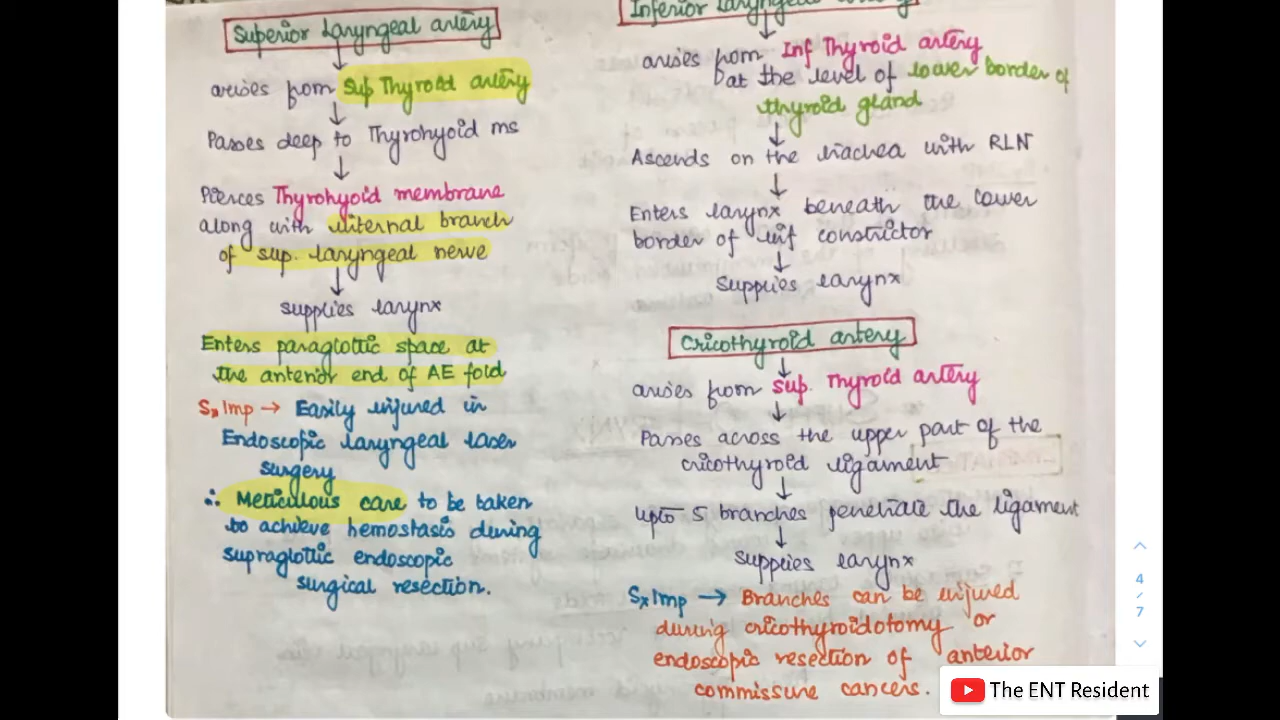 Superior Laryngeal artery
arises from Sup Thyroid artery
Passes deep to Thyrohyoid ms
Pierces Thyrohyoid membrane
along with internal branch
of sup. laryngeal nerve
supplies larynx
Enters paraglottic space at
the anterior end of AE fold
Sx Imp → Easily injured in
Endoscopic laryngeal laser
surgery
∴ Meticulous care to be taken
to achieve hemostasis during
supraglottic endoscopic
surgical resection.
Inferior laryngeal artery
arises from Inf Thyroid artery
at the level of lower border of
thyroid gland
Ascends on the trachea with RLN
Enters larynx beneath the lower
border of inf constrictor
Supplies larynx
Cricothyroid artery
arises from sup. Thyroid artery
Passes across the upper part of the
cricothyroid ligament
upto 5 branches penetrate the ligament
supplies larynx
Sx Imp → Branches can be injured
during cricothyroidotomy or
endoscopic resection of anterior
commissure cancers.
4
/
7
The ENT Resident